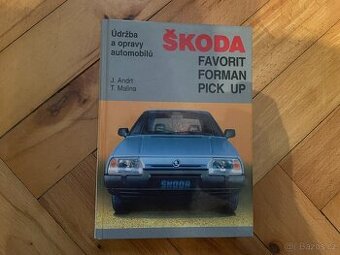 Údržba
a opravy
automobilů
ŠKODA
FAVORIT
FORMAN
PICK UP
J. Andrt
T. Malina
ŠKODA